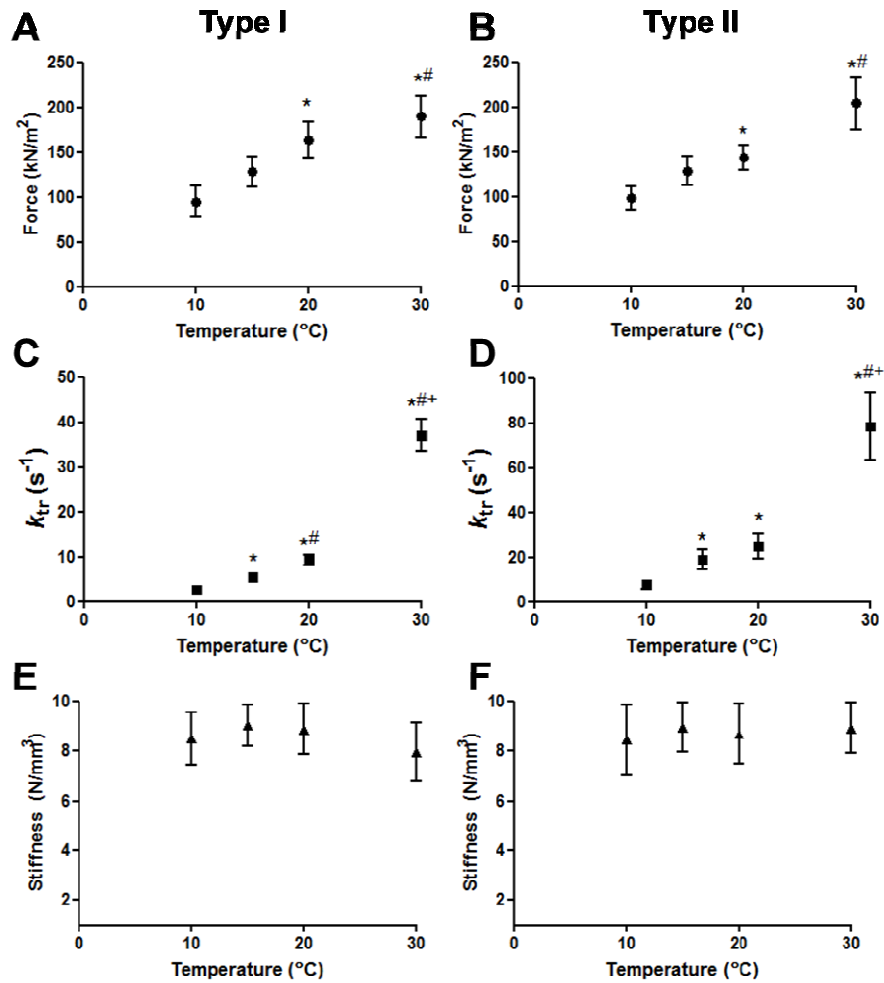 A Type I
B Type II
250
200
150
100
50
0
Force (kN/m²)
*
*#
0 10 20 30
Temperature (°C)
250
200
150
100
50
0
Force (kN/m²)
*
*#
0 10 20 30
Temperature (°C)
C
50
40
30
20
10
0
ktr (s⁻¹)
*
*#
*#+
0 10 20 30
Temperature (°C)
D
100
80
60
40
20
0
ktr (s⁻¹)
*
*
*#+
0 10 20 30
Temperature (°C)
E
10
8
6
4
2
Stiffness (N/mm³)
0 10 20 30
Temperature (°C)
F
10
8
6
4
2
Stiffness (N/mm³)
0 10 20 30
Temperature (°C)